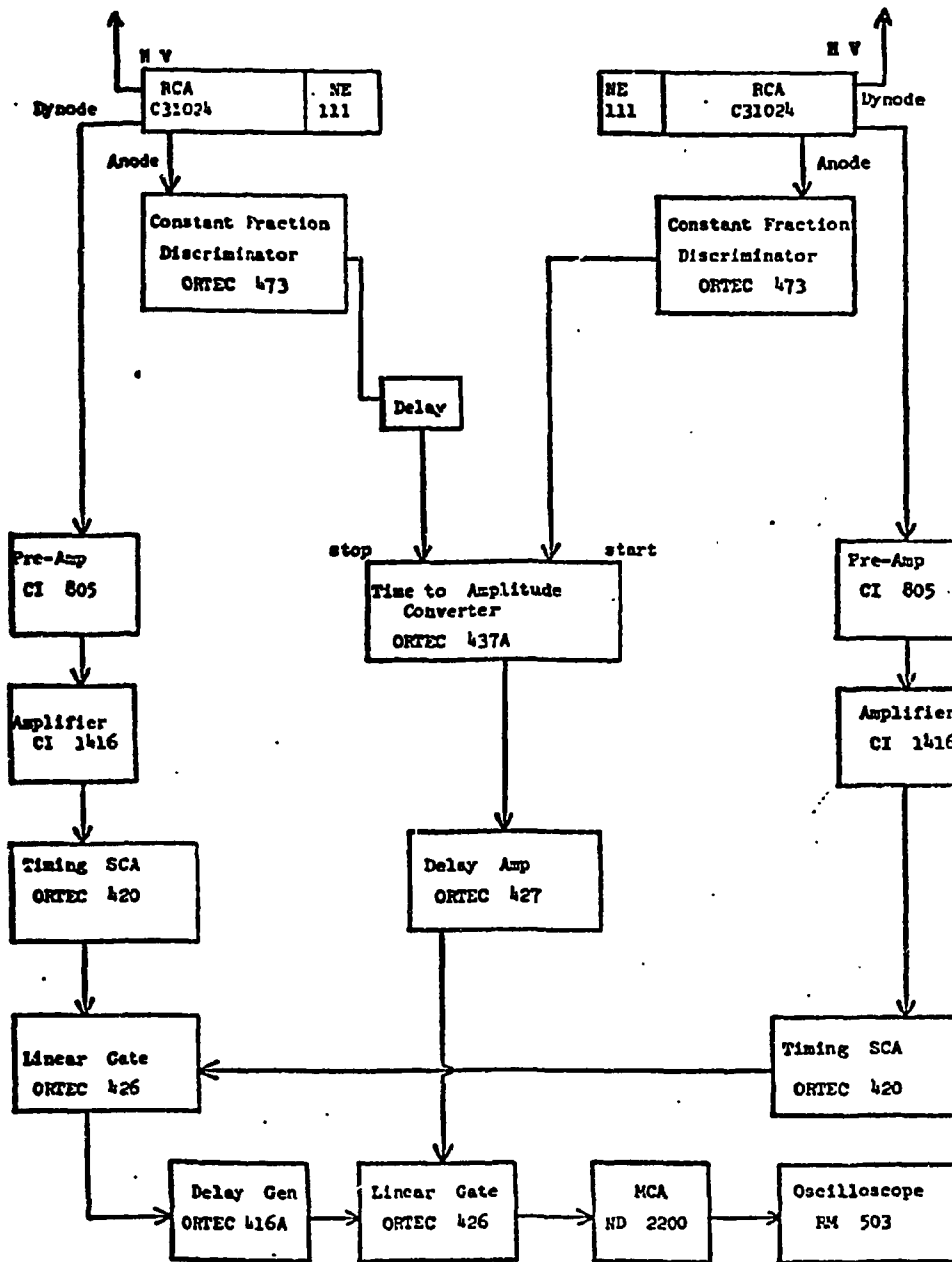 H V
H V
RCA
C31024
NE
111
NE
111
RCA
C31024
Dynode
Dynode
Anode
Anode
Constant Fraction
Discriminator
ORTEC 473
Constant Fraction
Discriminator
ORTEC 473
Delay
stop
start
Pre-Amp
CI 805
Time to Amplitude
Converter
ORTEC 437A
Pre-Amp
CI 805
Amplifier
CI 1416
Amplifier
CI 1416
Timing SCA
ORTEC 420
Delay Amp
ORTEC 427
Linear Gate
ORTEC 426
Timing SCA
ORTEC 420
Delay Gen
ORTEC 416A
Linear Gate
ORTEC 426
MCA
ND 2200
Oscilloscope
RM 503